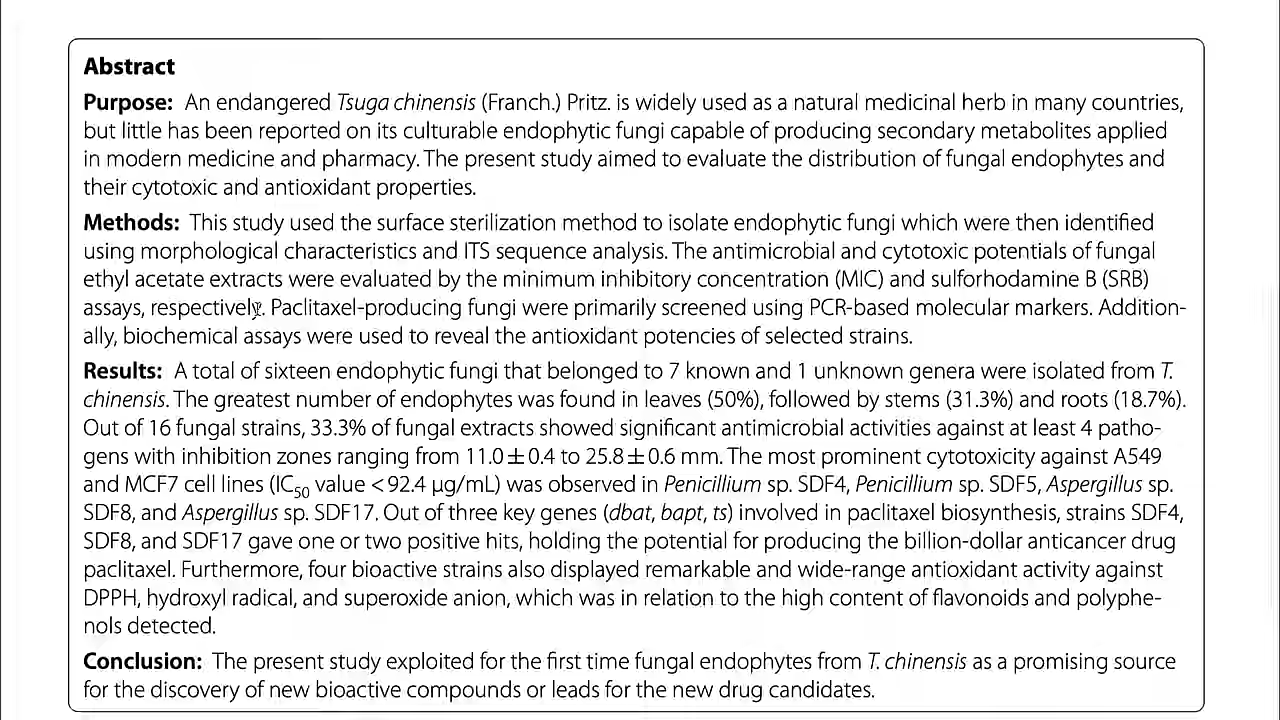 Abstract
Purpose: An endangered Tsuga chinensis (Franch.) Pritz. is widely used as a natural medicinal herb in many countries,
but little has been reported on its culturable endophytic fungi capable of producing secondary metabolites applied
in modern medicine and pharmacy. The present study aimed to evaluate the distribution of fungal endophytes and
their cytotoxic and antioxidant properties.
Methods: This study used the surface sterilization method to isolate endophytic fungi which were then identified
using morphological characteristics and ITS sequence analysis. The antimicrobial and cytotoxic potentials of fungal
ethyl acetate extracts were evaluated by the minimum inhibitory concentration (MIC) and sulforhodamine B (SRB)
assays, respectively. Paclitaxel-producing fungi were primarily screened using PCR-based molecular markers. Addition-
ally, biochemical assays were used to reveal the antioxidant potencies of selected strains.
Results: A total of sixteen endophytic fungi that belonged to 7 known and 1 unknown genera were isolated from T.
chinensis. The greatest number of endophytes was found in leaves (50%), followed by stems (31.3%) and roots (18.7%).
Out of 16 fungal strains, 33.3% of fungal extracts showed significant antimicrobial activities against at least 4 patho-
gens with inhibition zones ranging from 11.0 ± 0.4 to 25.8 ± 0.6 mm. The most prominent cytotoxicity against A549
and MCF7 cell lines (IC50 value < 92.4 μg/mL) was observed in Penicillium sp. SDF4, Penicillium sp. SDF5, Aspergillus sp.
SDF8, and Aspergillus sp. SDF17. Out of three key genes (dbat, bapt, ts) involved in paclitaxel biosynthesis, strains SDF4,
SDF8, and SDF17 gave one or two positive hits, holding the potential for producing the billion-dollar anticancer drug
paclitaxel. Furthermore, four bioactive strains also displayed remarkable and wide-range antioxidant activity against
DPPH, hydroxyl radical, and superoxide anion, which was in relation to the high content of flavonoids and polyphe-
nols detected.
Conclusion: The present study exploited for the first time fungal endophytes from T. chinensis as a promising source
for the discovery of new bioactive compounds or leads for the new drug candidates.